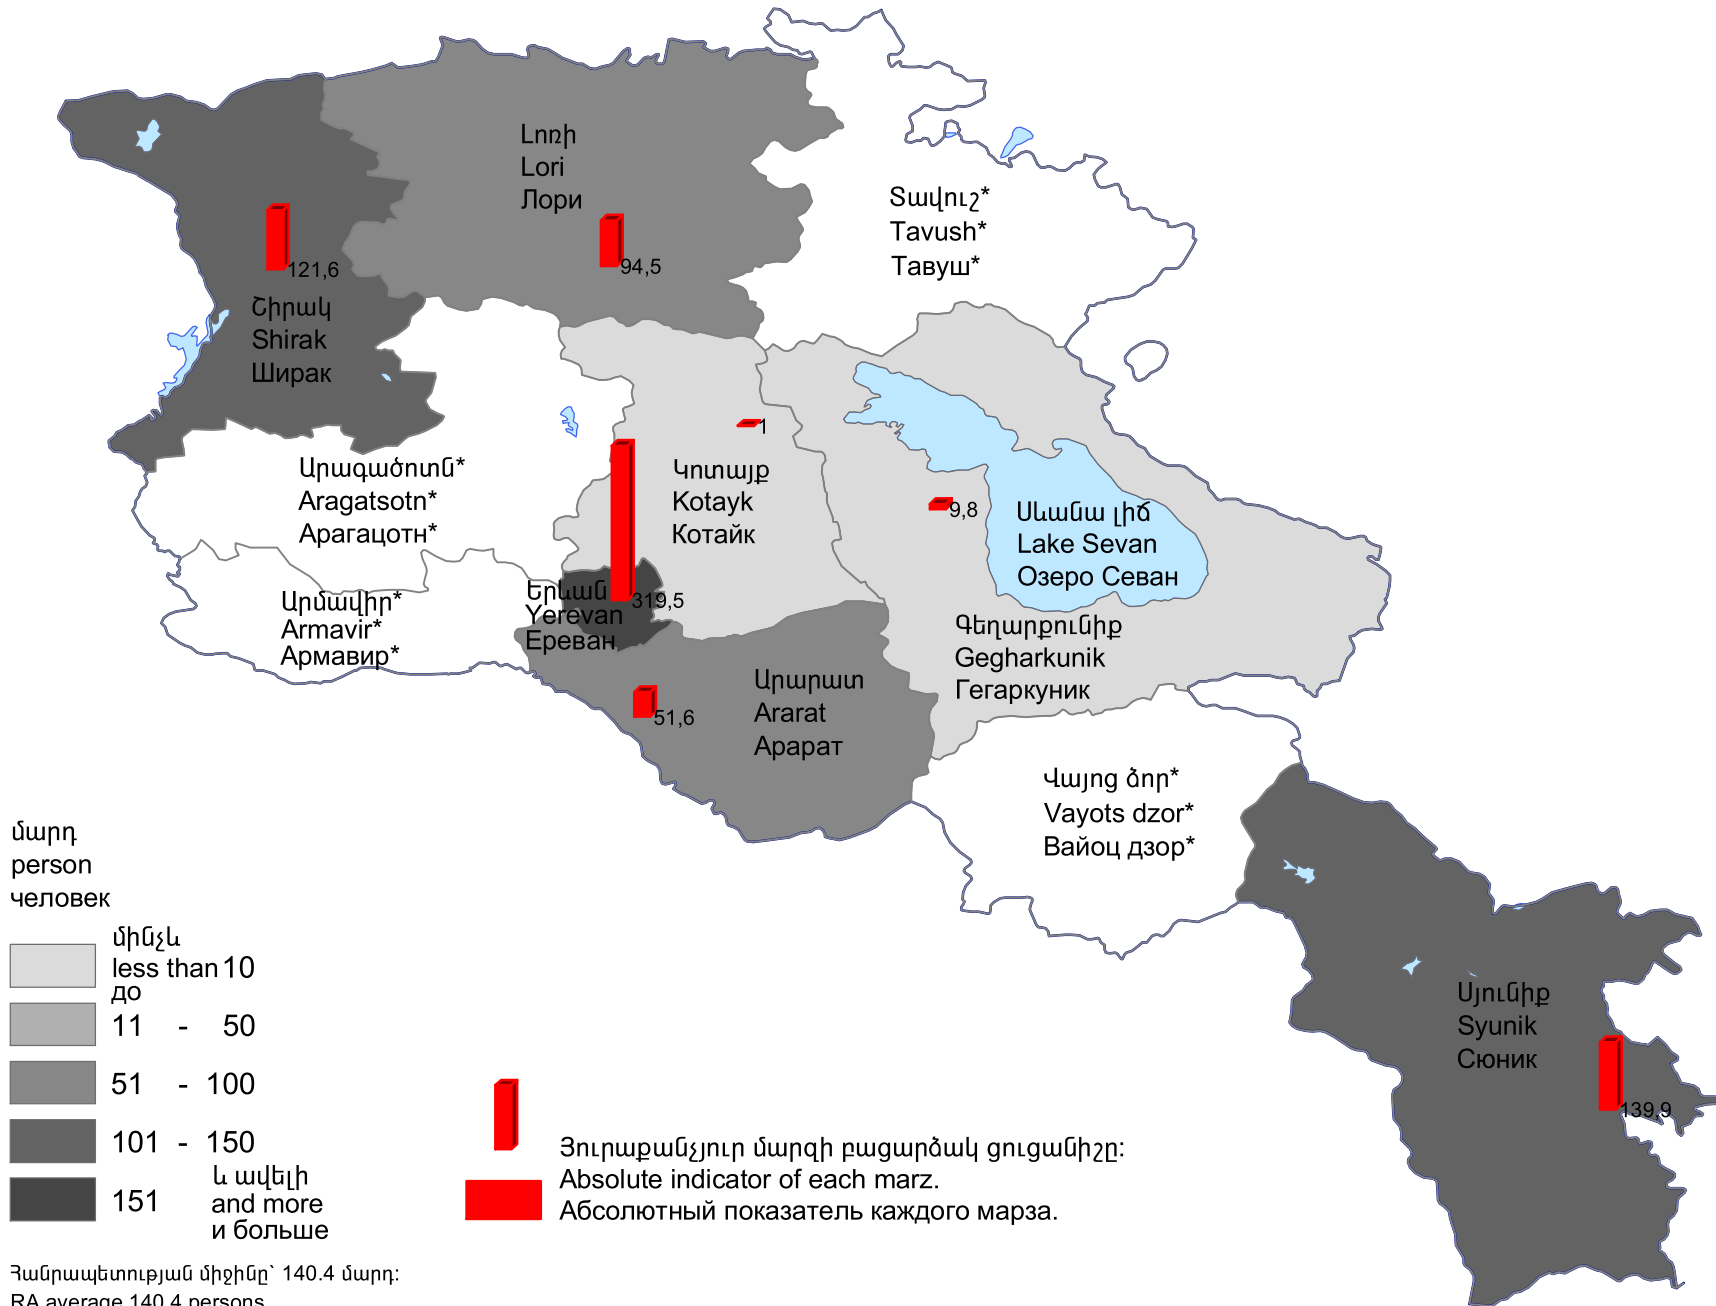 Լոռի
Lori
Лори
Տավուշ*
Tavush*
Тавуш*
121,6
94,5
Շիրակ
Shirak
Ширак
1
Արագածոտն*
Aragatsotn*
Арагацотн*
Կոտայք
Kotayk
Котайк
9,8
Սևանա լիճ
Lake Sevan
Озеро Севан
Արմավիր*
Armavir*
Армавир*
Երևան
Yerevan
Ереван
319,5
Գեղարքունիք
Gegharkunik
Гегаркуник
51,6
Արարատ
Ararat
Арарат
Վայոց ձոր*
Vayots dzor*
Вайоц дзор*
Սյունիք
Syunik
Сюник
139,9
մարդ
person
человек
մինչև
less than 10
до
11 - 50
51 - 100
101 - 150
151
և ավելի
and more
и больше
Յուրաքանչյուր մարզի բացարձակ ցուցանիշը:
Absolute indicator of each marz.
Абсолютный показатель каждого марза.
Հանրապետության միջինը` 140.4 մարդ:
RA average 140.4 persons